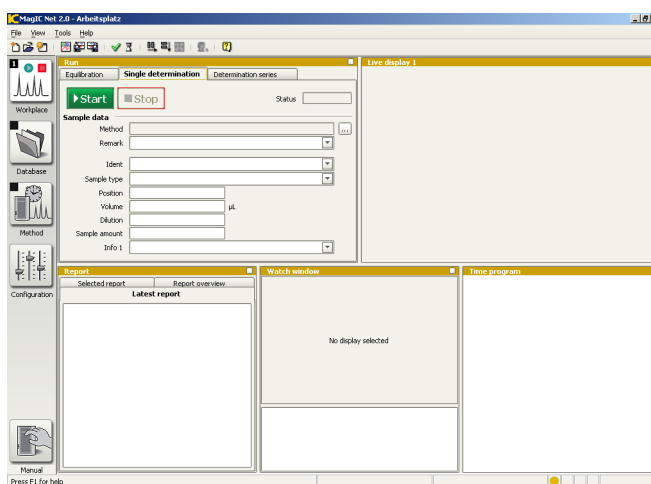 MagIC Net 2.0 - Arbeitsplatz
File View Tools Help
Run
Live display 1
Equilibration Single determination Determination series
Start Stop Status
Sample data
Method ...
Remark
Ident
Sample type
Position
Volume µL
Dilution
Sample amount
Info 1
1
Workplace
Database
Method
Configuration
Manual
Report
Selected report Report overview
Latest report
Watch window
No display selected
Time program
Press F1 for help